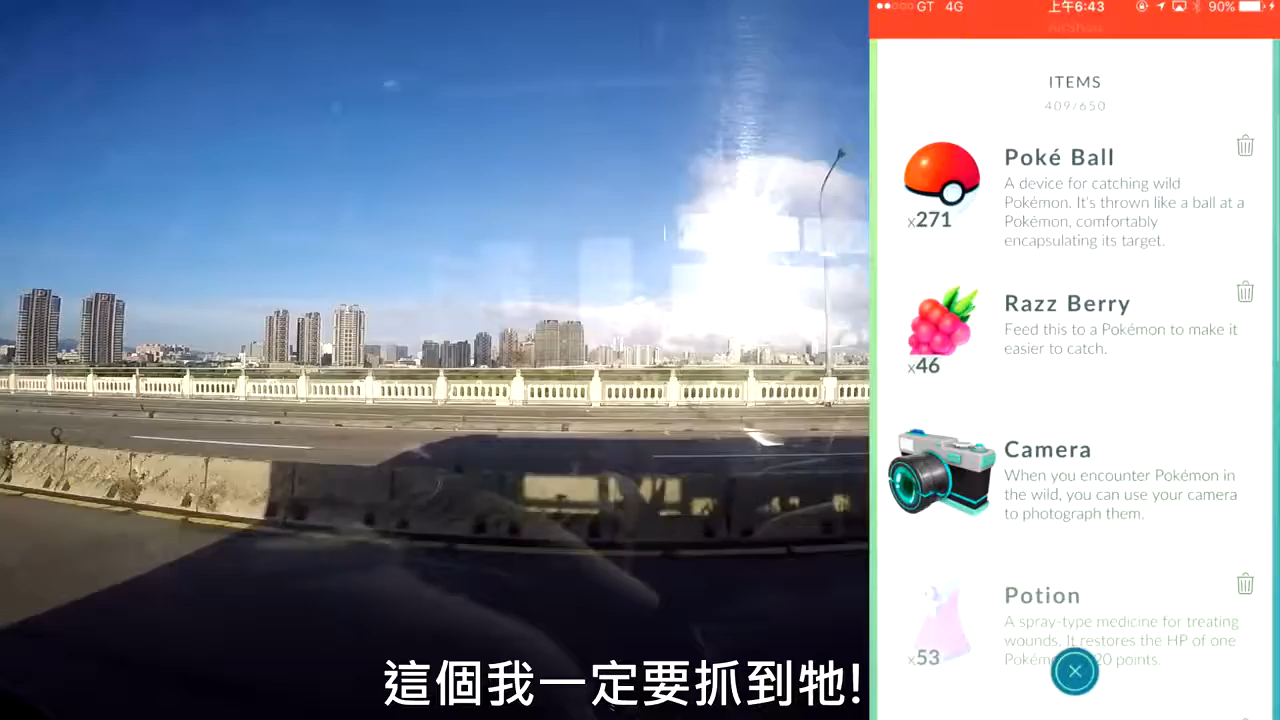 GT 4G 上午6:43 90%
ITEMS
409/650
Poké Ball
A device for catching wild
Pokémon. It's thrown like a ball at a
Pokémon, comfortably
encapsulating its target.
x271
Razz Berry
Feed this to a Pokémon to make it
easier to catch.
x46
Camera
When you encounter Pokémon in
the wild, you can use your camera
to photograph them.
Potion
A spray-type medicine for treating
wounds. It restores the HP of one
Pokém 20 points.
x53
這個我一定要抓到牠!